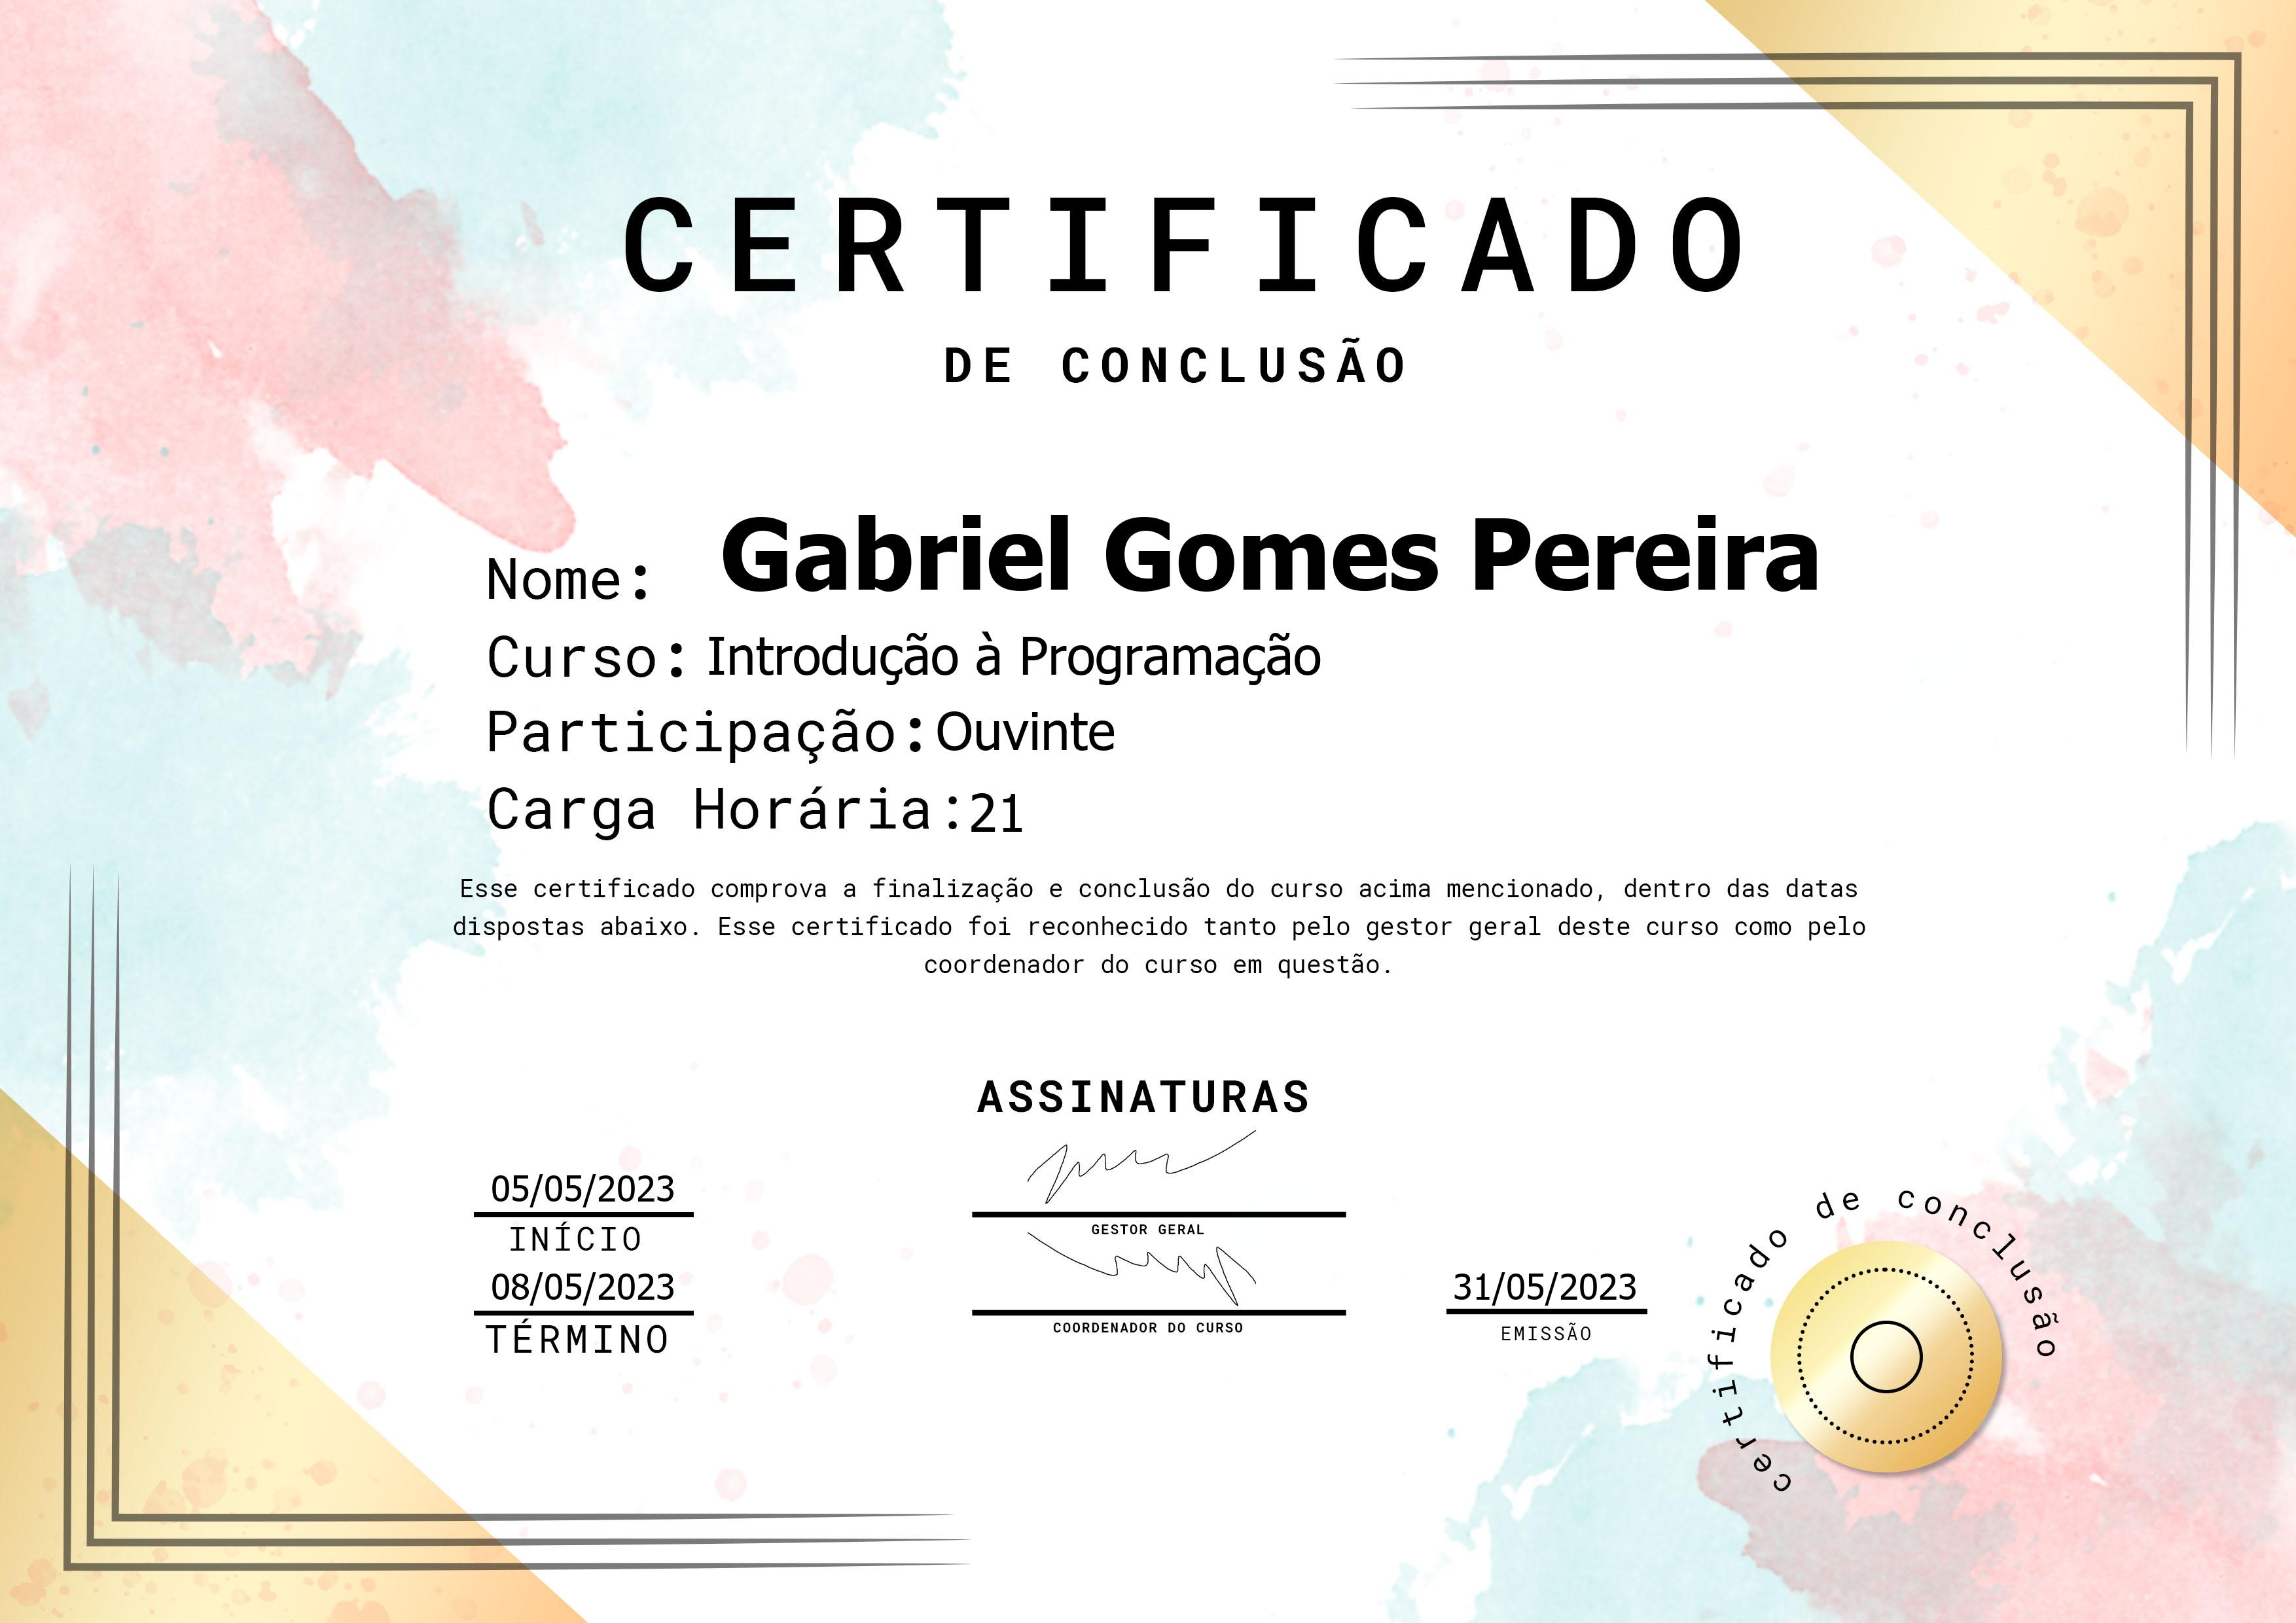 CERTIFICADO
DE CONCLUSÃO
Nome: Gabriel Gomes Pereira
Curso: Introdução à Programação
Participação: Ouvinte
Carga Horária: 21
Esse certificado comprova a finalização e conclusão do curso acima mencionado, dentro das datas
dispostas abaixo. Esse certificado foi reconhecido tanto pelo gestor geral deste curso como pelo
coordenador do curso em questão.
ASSINATURAS
05/05/2023
INÍCIO
GESTOR GERAL
08/05/2023
TÉRMINO
COORDENADOR DO CURSO
31/05/2023
EMISSÃO
certificado de conclusão